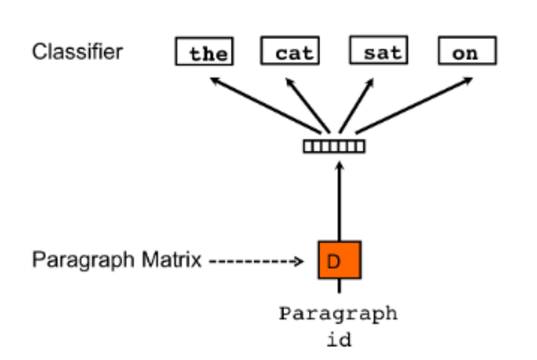 Classifier the cat sat on
Paragraph Matrix D
Paragraph
id